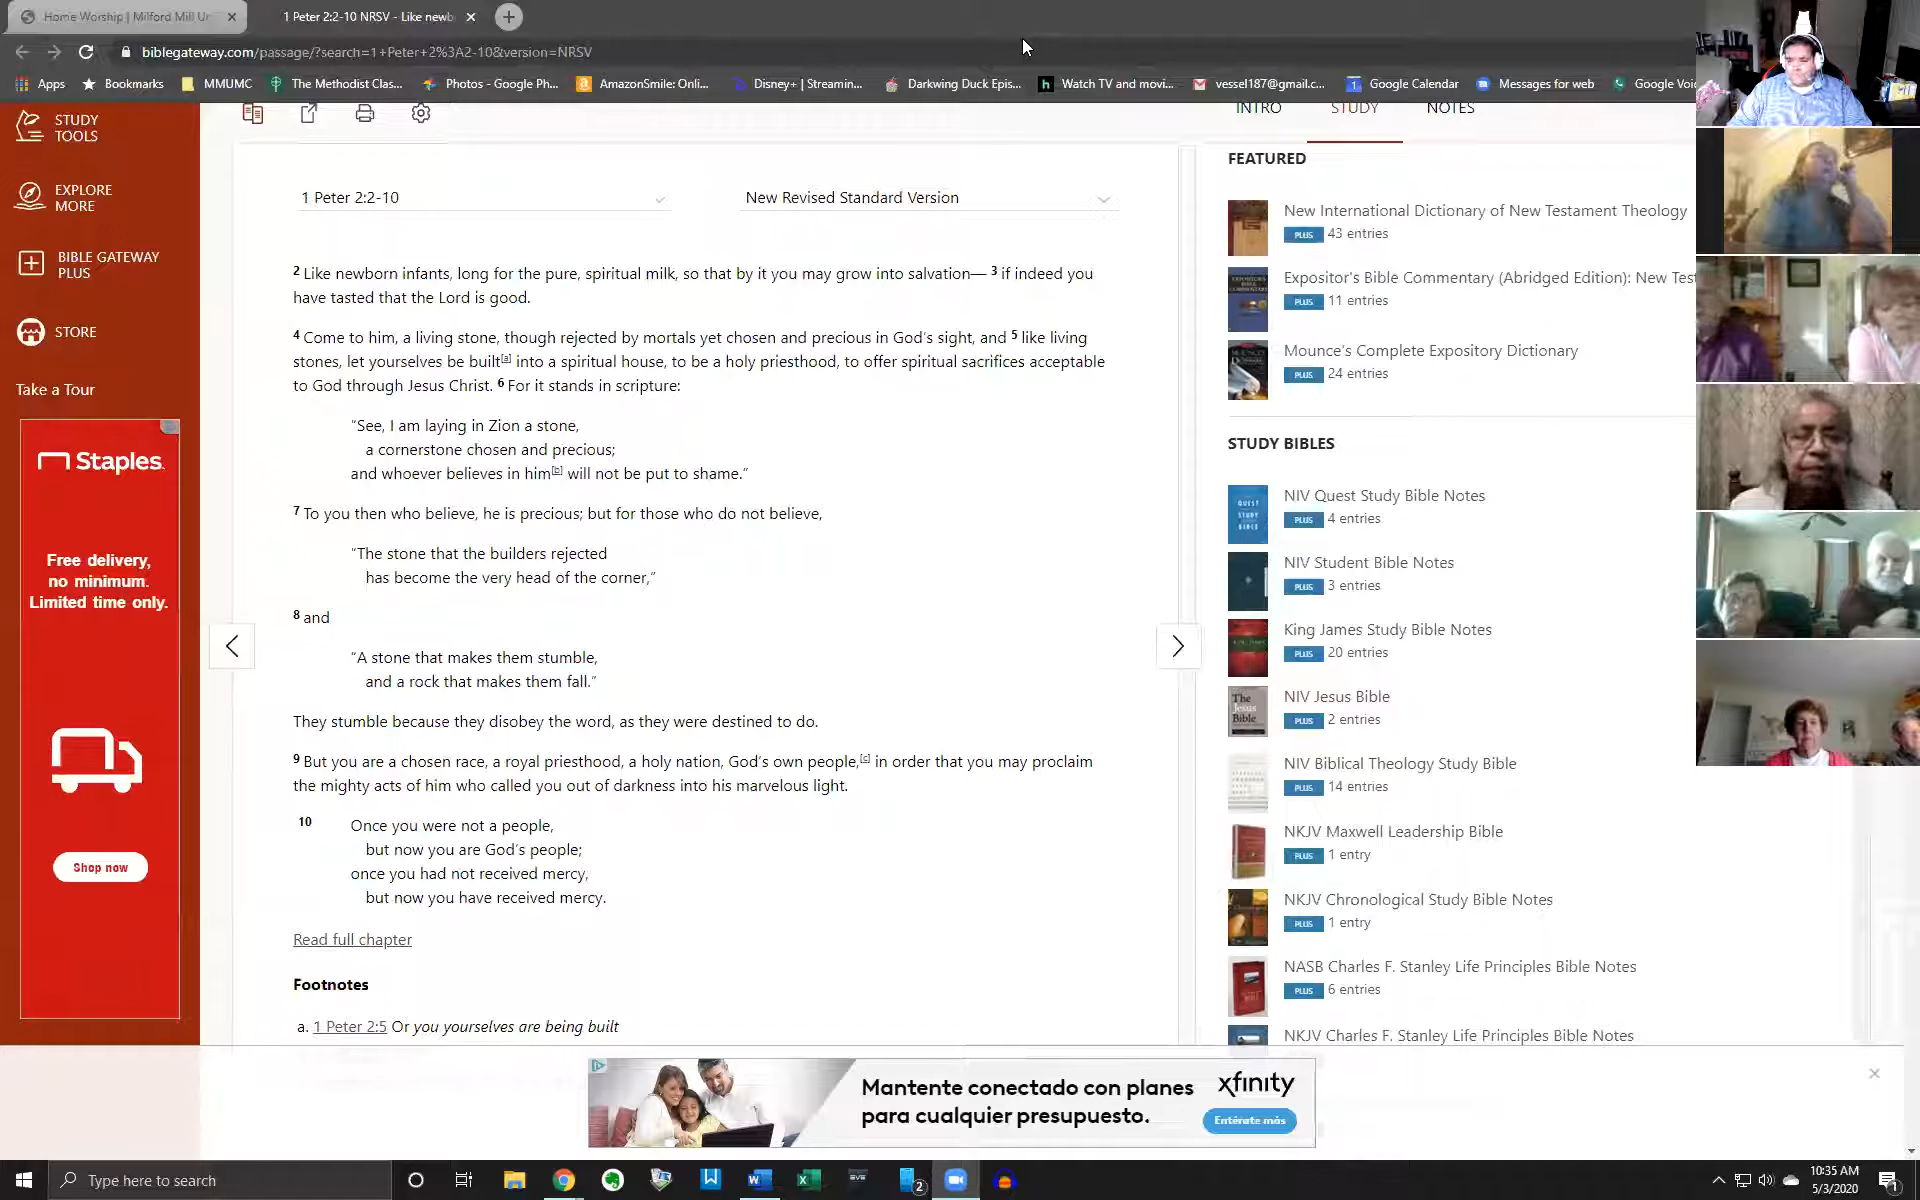 Home Worship | Milford Mill Un
1 Peter 2:2-10 NRSV - Like newb
biblegateway.com/passage/?search=1+Peter+2%3A2-10&version=NRSV
Apps
Bookmarks
MMUMC
The Methodist Clas...
Photos - Google Ph...
AmazonSmile: Onli...
Disney+ | Streamin...
Darkwing Duck Epis...
Watch TV and movi...
vessel187@gmail.c...
Google Calendar
Messages for web
Google Voi
STUDY
TOOLS
EXPLORE
MORE
BIBLE GATEWAY
PLUS
STORE
Take a Tour
Staples.
Free delivery,
no minimum.
Limited time only.
Shop now
1 Peter 2:2-10
New Revised Standard Version
2 Like newborn infants, long for the pure, spiritual milk, so that by it you may grow into salvation— 3 if indeed you
have tasted that the Lord is good.
4 Come to him, a living stone, though rejected by mortals yet chosen and precious in God's sight, and 5 like living
stones, let yourselves be built[a] into a spiritual house, to be a holy priesthood, to offer spiritual sacrifices acceptable
to God through Jesus Christ. 6 For it stands in scripture:
“See, I am laying in Zion a stone,
a cornerstone chosen and precious;
and whoever believes in him[b] will not be put to shame.”
7 To you then who believe, he is precious; but for those who do not believe,
“The stone that the builders rejected
has become the very head of the corner,”
8 and
“A stone that makes them stumble,
and a rock that makes them fall.”
They stumble because they disobey the word, as they were destined to do.
9 But you are a chosen race, a royal priesthood, a holy nation, God's own people,[c] in order that you may proclaim
the mighty acts of him who called you out of darkness into his marvelous light.
10 Once you were not a people,
but now you are God's people;
once you had not received mercy,
but now you have received mercy.
Read full chapter
Footnotes
a. 1 Peter 2:5 Or you yourselves are being built
INTRO
STUDY
NOTES
FEATURED
New International Dictionary of New Testament Theology
PLUS 43 entries
Expositor's Bible Commentary (Abridged Edition): New Test
PLUS 11 entries
Mounce's Complete Expository Dictionary
PLUS 24 entries
STUDY BIBLES
NIV Quest Study Bible Notes
PLUS 4 entries
NIV Student Bible Notes
PLUS 3 entries
King James Study Bible Notes
PLUS 20 entries
The
Jesus
Bible
NIV Jesus Bible
PLUS 2 entries
NIV Biblical Theology Study Bible
PLUS 14 entries
NKJV Maxwell Leadership Bible
PLUS 1 entry
NKJV Chronological Study Bible Notes
PLUS 1 entry
NASB Charles F. Stanley Life Principles Bible Notes
PLUS 6 entries
NKJV Charles F. Stanley Life Principles Bible Notes
Mantente conectado con planes
para cualquier presupuesto.
xfinity
Entérate más
Type here to search
10:35 AM
5/3/2020